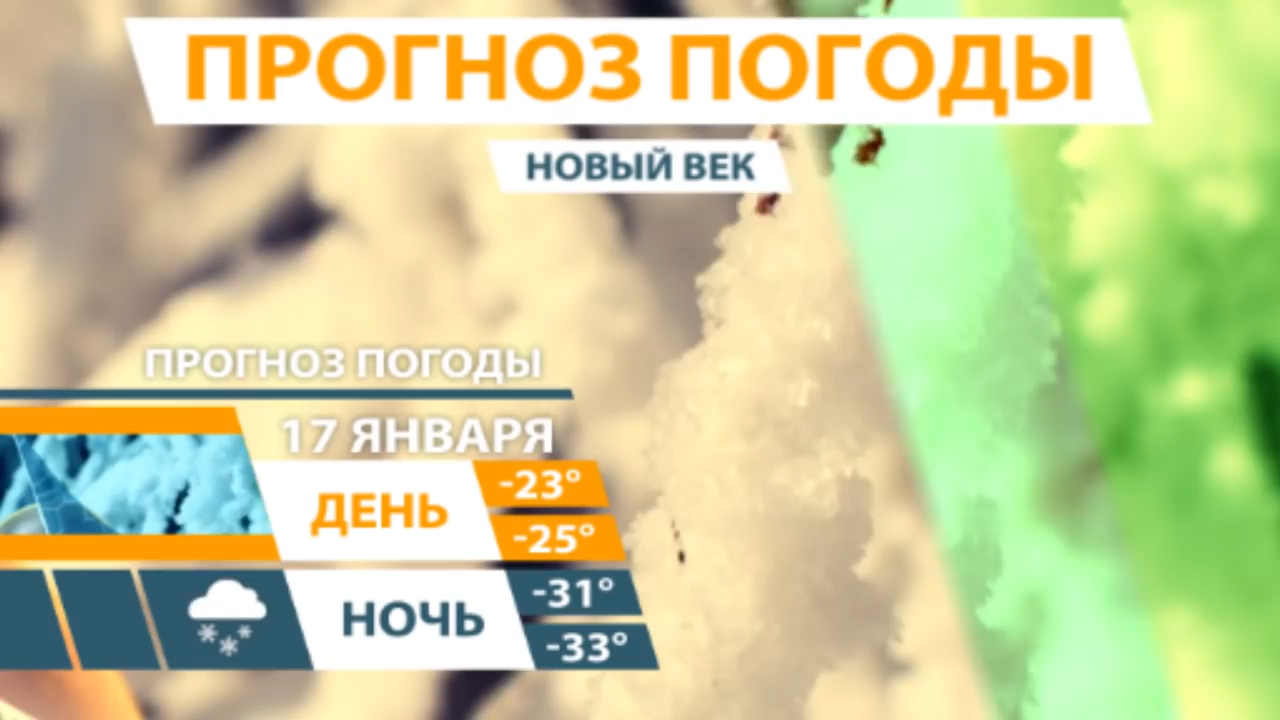 ПРОГНОЗ ПОГОДЫ
НОВЫЙ ВЕК
ПРОГНОЗ ПОГОДЫ
17 ЯНВАРЯ
ДЕНЬ
-23°
-25°
НОЧЬ
-31°
-33°